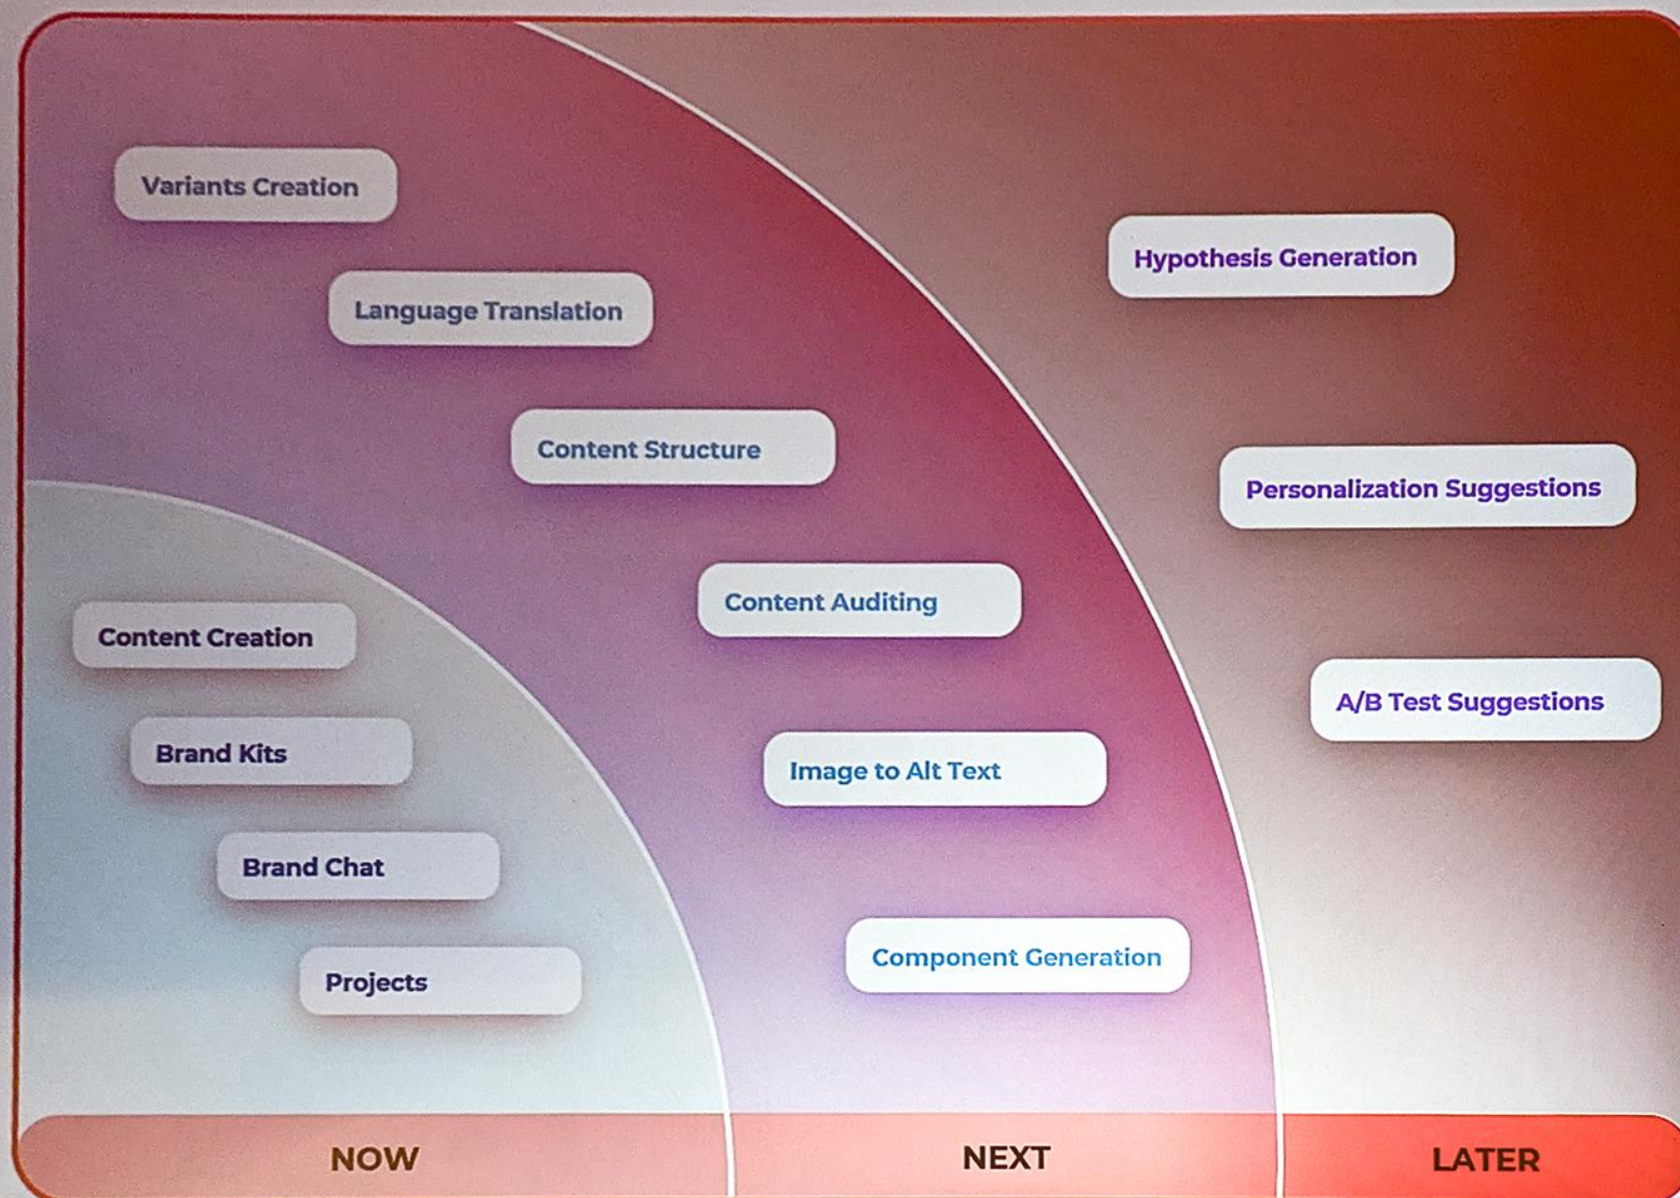 Variants Creation
Language Translation
Content Structure
Content Auditing
Image to Alt Text
Component Generation
Hypothesis Generation
Personalization Suggestions
A/B Test Suggestions
Content Creation
Brand Kits
Brand Chat
Projects
NOW
NEXT
LATER